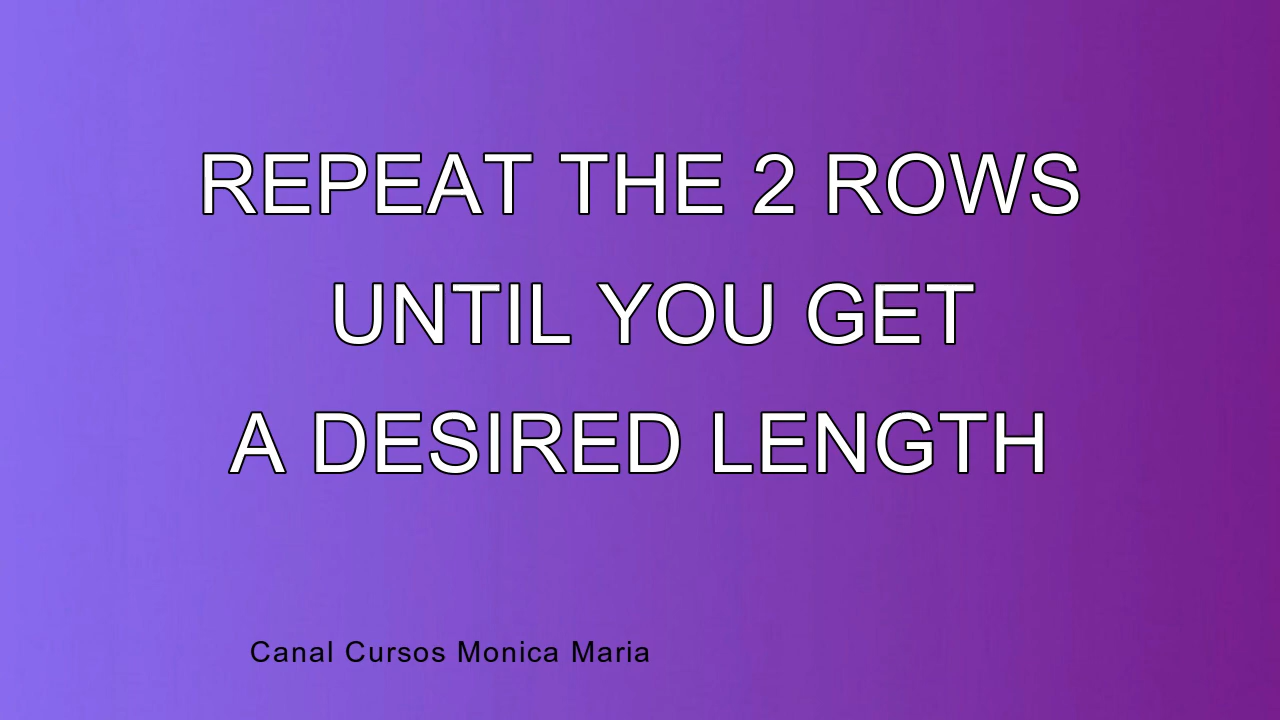 REPEAT THE 2 ROWS
UNTIL YOU GET
A DESIRED LENGTH
Canal Cursos Monica Maria